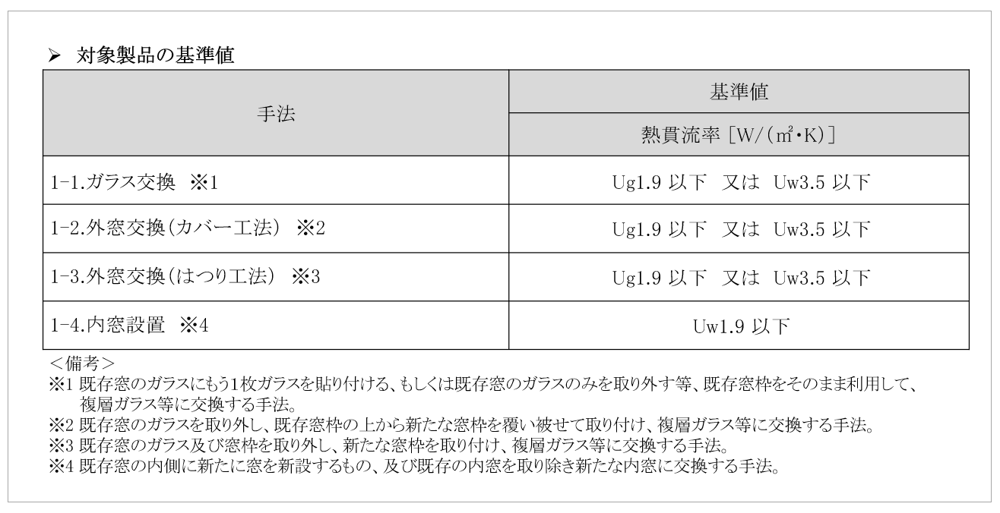 ➢ 対象製品の基準値
手法
基準値
熱貫流率［W/（㎡・K）］
1-1.ガラス交換　※1
Ug1.9 以下　又は　Uw3.5 以下
1-2.外窓交換（カバー工法）　※2
Ug1.9 以下　又は　Uw3.5 以下
1-3.外窓交換（はつり工法）　※3
Ug1.9 以下　又は　Uw3.5 以下
1-4.内窓設置　※4
Uw1.9 以下
＜備考＞
※1 既存窓のガラスにもう1枚ガラスを貼り付ける、もしくは既存窓のガラスのみを取り外す等、既存窓枠をそのまま利用して、
複層ガラス等に交換する手法。
※2 既存窓のガラスを取り外し、既存窓枠の上から新たな窓枠を覆い被せて取り付け、複層ガラス等に交換する手法。
※3 既存窓のガラス及び窓枠を取り外し、新たな窓枠を取り付け、複層ガラス等に交換する手法。
※4 既存窓の内側に新たに窓を新設するもの、及び既存の内窓を取り除き新たな内窓に交換する手法。